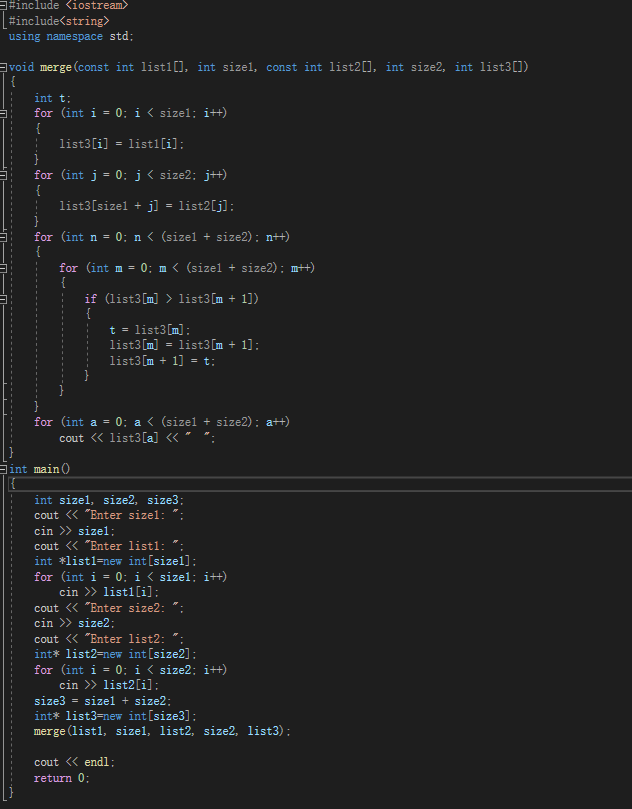 #include <iostream>
#include<string>
using namespace std;
void merge(const int list1[], int size1, const int list2[], int size2, int list3[])
{
int t;
for (int i = 0; i < size1; i++)
{
list3[i] = list1[i];
}
for (int j = 0; j < size2; j++)
{
list3[size1 + j] = list2[j];
}
for (int n = 0; n < (size1 + size2); n++)
{
for (int m = 0; m < (size1 + size2); m++)
{
if (list3[m] > list3[m + 1])
{
t = list3[m];
list3[m] = list3[m + 1];
list3[m + 1] = t;
}
}
}
for (int a = 0; a < (size1 + size2); a++)
cout << list3[a] << "  ";
}
int main()
{
int size1, size2, size3;
cout << "Enter size1: ";
cin >> size1;
cout << "Enter list1: ";
int *list1=new int[size1];
for (int i = 0; i < size1; i++)
cin >> list1[i];
cout << "Enter size2: ";
cin >> size2;
cout << "Enter list2: ";
int* list2=new int[size2];
for (int i = 0; i < size2; i++)
cin >> list2[i];
size3 = size1 + size2;
int* list3=new int[size3];
merge(list1, size1, list2, size2, list3);
cout << endl;
return 0;
}